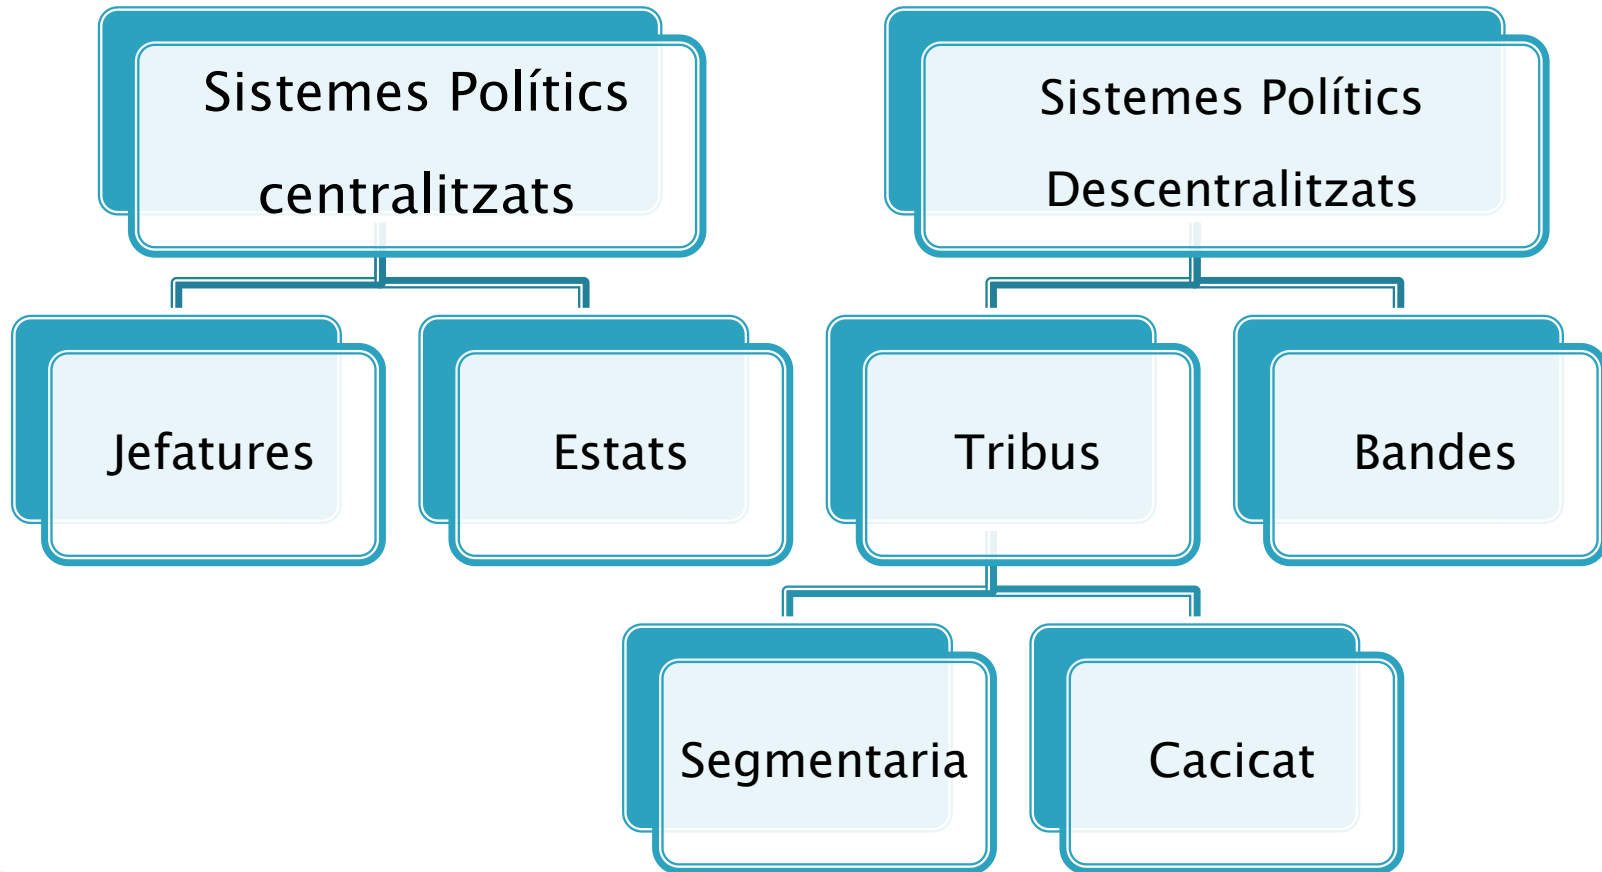 Sistemes Polítics
centralitzats
Sistemes Polítics
Descentralitzats
Jefatures
Estats
Tribus
Bandes
Segmentaria
Cacicat